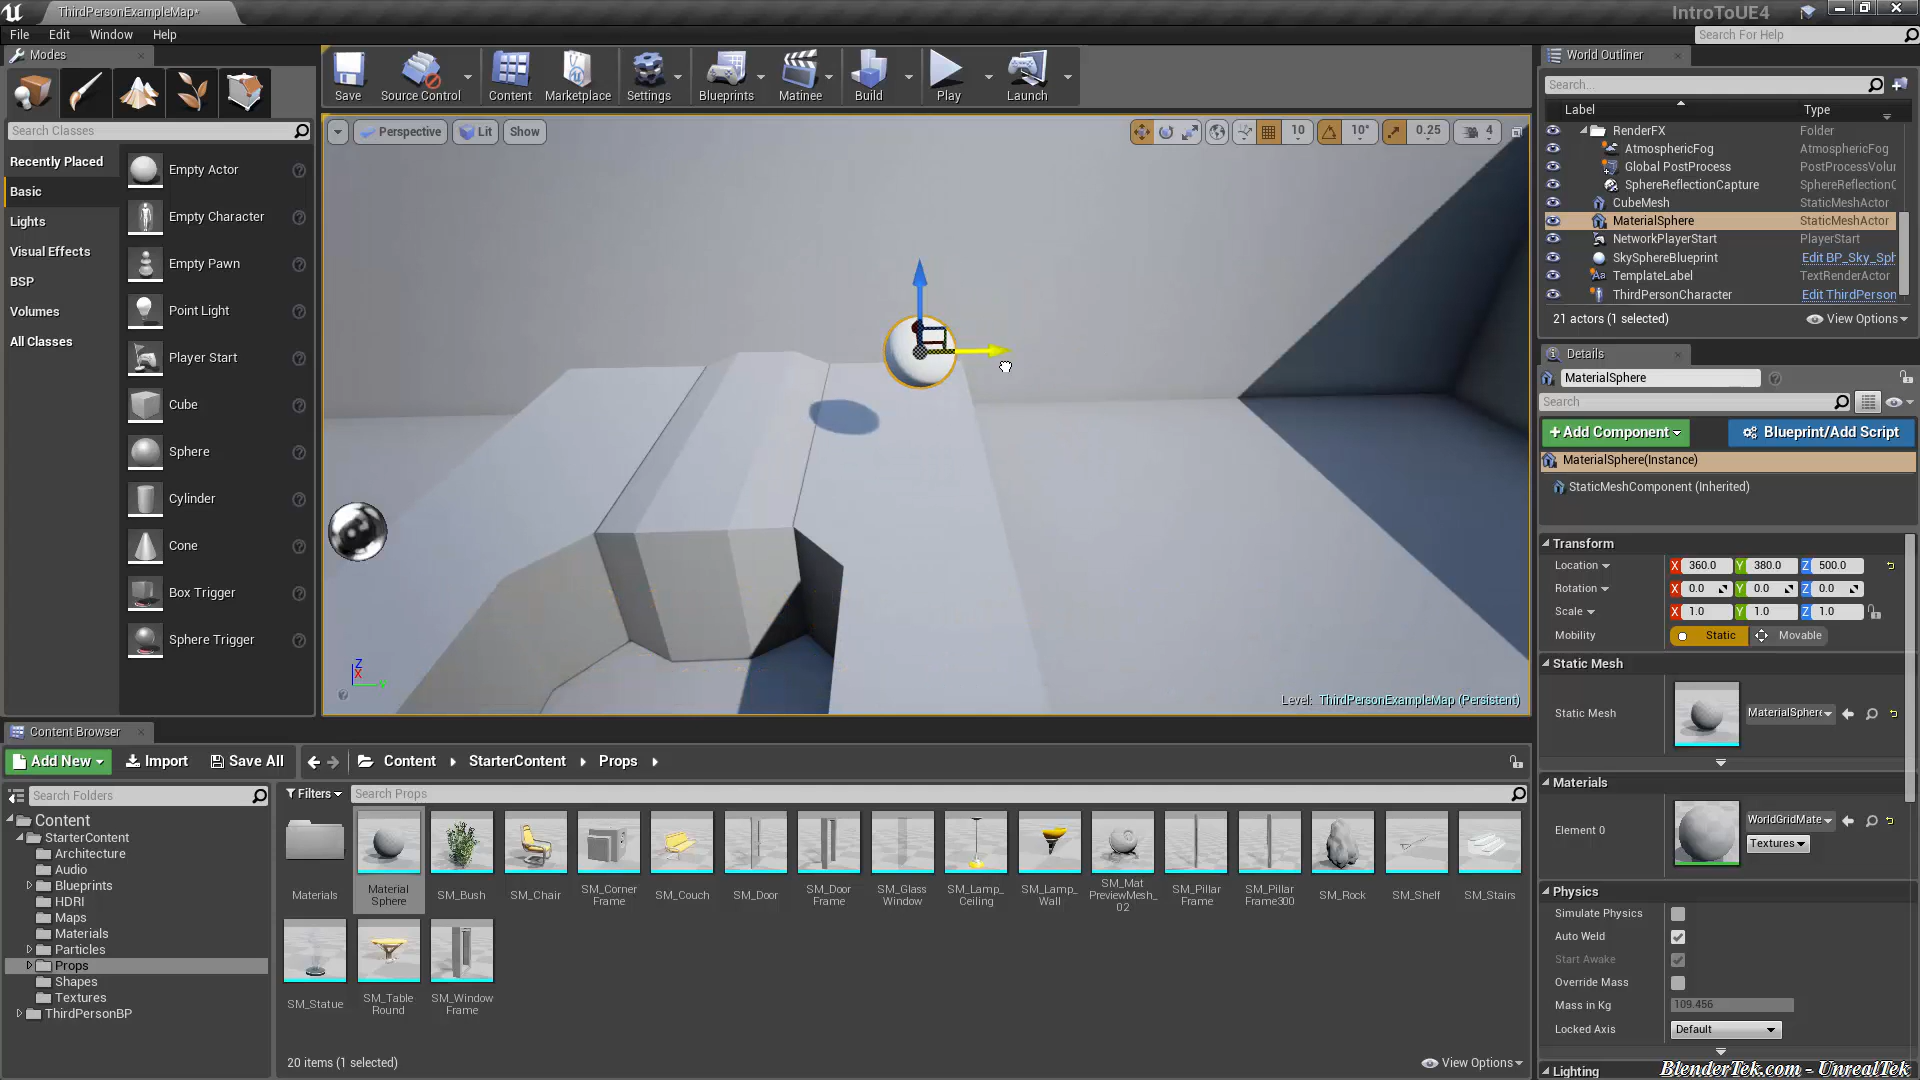 ThirdPersonExampleMap*
IntroToUE4
File Edit Window Help
Search For Help
Modes
Search Classes
Recently Placed
Basic
Lights
Visual Effects
BSP
Volumes
All Classes
Empty Actor
Empty Character
Empty Pawn
Point Light
Player Start
Cube
Sphere
Cylinder
Cone
Box Trigger
Sphere Trigger
Save Source Control Content Marketplace Settings Blueprints Matinee Build Play Launch
Perspective Lit Show 10 10° 0.25 4
Z
X
Level: ThirdPersonExampleMap (Persistent)
World Outliner
Search...
Label Type
RenderFX Folder
AtmosphericFog AtmosphericFog
Global PostProcess PostProcessVolu
SphereReflectionCapture SphereReflectionC
CubeMesh StaticMeshActor
MaterialSphere StaticMeshActor
NetworkPlayerStart PlayerStart
SkySphereBlueprint Edit BP_Sky_Sph
TemplateLabel TextRenderActor
ThirdPersonCharacter Edit ThirdPerson
21 actors (1 selected) View Options
Details
MaterialSphere
Search
+Add Component Blueprint/Add Script
MaterialSphere(Instance)
StaticMeshComponent (Inherited)
Transform
Location X 360.0 Y 380.0 Z 500.0
Rotation X 0.0 Y 0.0 Z 0.0
Scale X 1.0 Y 1.0 Z 1.0
Mobility Static Movable
Static Mesh
Static Mesh MaterialSphere
Materials
Element 0 WorldGridMate
Textures
Physics
Simulate Physics
Auto Weld
Start Awake
Override Mass
Mass in Kg 109.456
Locked Axis Default
Lighting
Content Browser
Add New Import Save All Content StarterContent Props
Search Folders
Filters Search Props
Content
StarterContent
Architecture
Audio
Blueprints
HDRI
Maps
Materials
Particles
Props
Shapes
Textures
ThirdPersonBP
Materials
Material
Sphere
SM_Bush
SM_Chair
SM_Corner
Frame
SM_Couch
SM_Door
SM_Door
Frame
SM_Glass
Window
SM_Lamp_
Ceiling
SM_Lamp_
Wall
SM_Mat
PreviewMesh_
02
SM_Pillar
Frame
SM_Pillar
Frame300
SM_Rock
SM_Shelf
SM_Stairs
SM_Statue
SM_Table
Round
SM_Window
Frame
20 items (1 selected) View Options
BlenderTek.com - UnrealTek